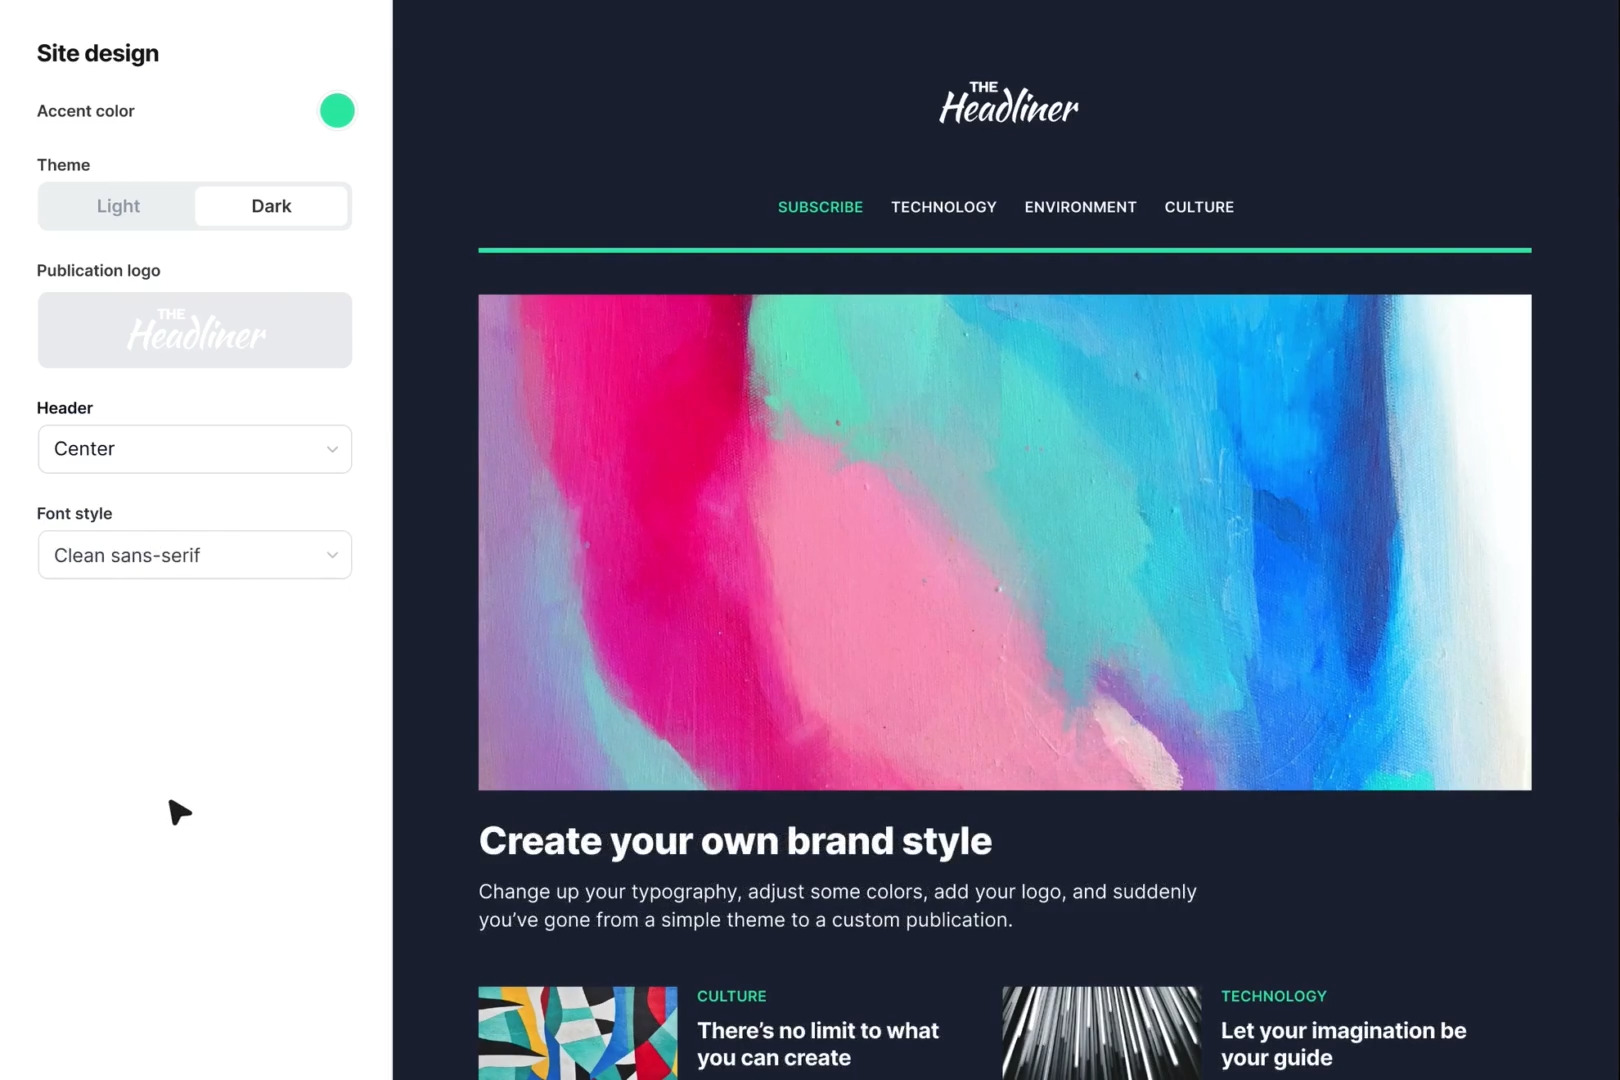 Site design
Accent color
Theme
Light
Dark
Publication logo
THE
Headliner
Header
Center
Font style
Clean sans-serif
THE
Headliner
SUBSCRIBE TECHNOLOGY ENVIRONMENT CULTURE
Create your own brand style
Change up your typography, adjust some colors, add your logo, and suddenly
you’ve gone from a simple theme to a custom publication.
CULTURE
There’s no limit to what
you can create
TECHNOLOGY
Let your imagination be
your guide